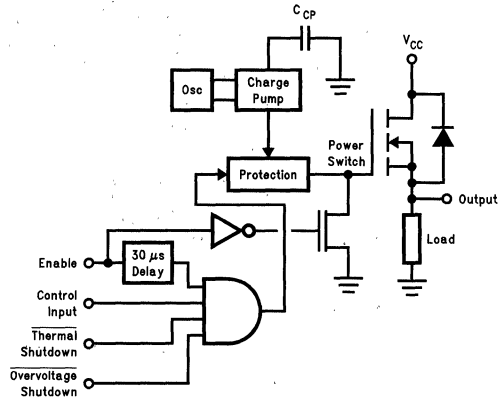 C CP
VCC
Osc
Charge
Pump
Power
Switch
Protection
Output
Load
Enable
30 μs
Delay
Control
Input
Thermal
Shutdown
Overvoltage
Shutdown